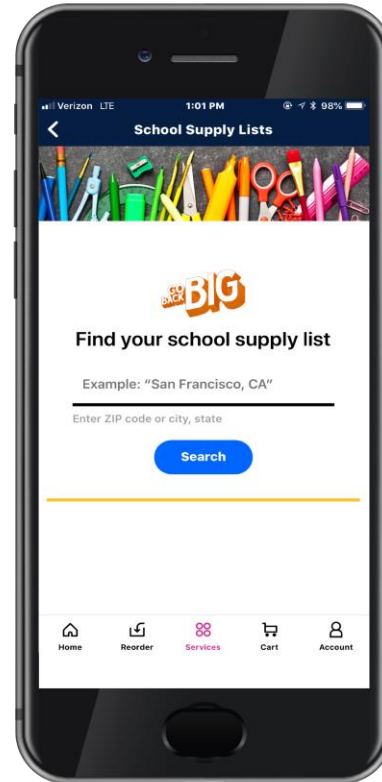 Verizon LTE 1:01 PM 98%
School Supply Lists
GO
BACK
BIG
Find your school supply list
Example: “San Francisco, CA”
Enter ZIP code or city, state
Search
Home Reorder Services Cart Account